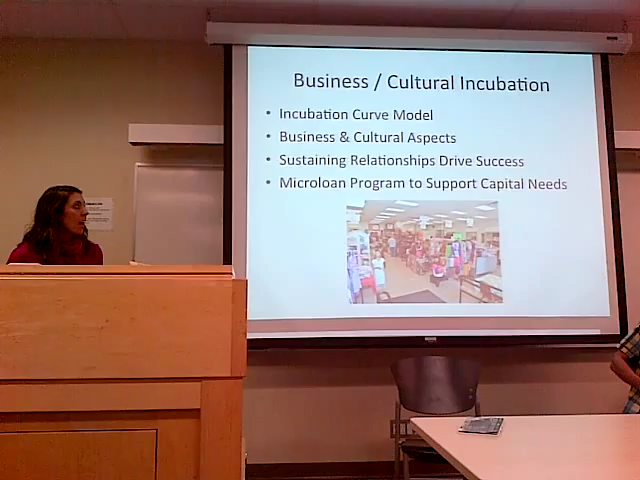 Business / Cultural Incubation
• Incubation Curve Model
• Business & Cultural Aspects
• Sustaining Relationships Drive Success
• Microloan Program to Support Capital Needs